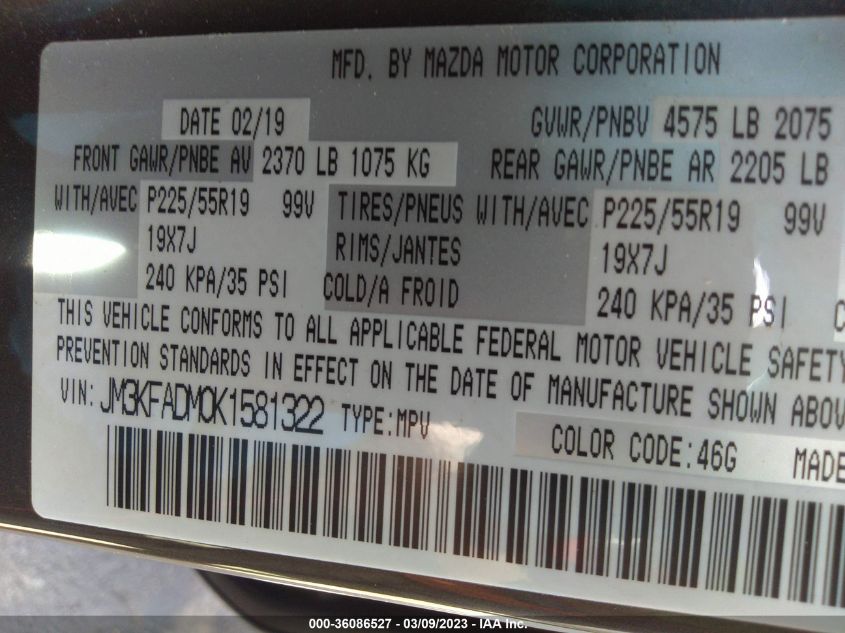 MFD. BY MAZDA MOTOR CORPORATION
DATE 02/19 GVWR/PNBV 4575 LB 2075
FRONT GAWR/PNBE AV 2370 LB 1075 KG REAR GAWR/PNBE AR 2205 LB
WITH/AVEC P225/55R19 99V TIRES/PNEUS WITH/AVEC P225/55R19 99V
19X7J RIMS/JANTES 19X7J
240 KPA/35 PSI COLD/A FROID 240 KPA/35 PSI C
THIS VEHICLE CONFORMS TO ALL APPLICABLE FEDERAL MOTOR VEHICLE SAFETY
PREVENTION STANDARDS IN EFFECT ON THE DATE OF MANUFACTURE SHOWN ABOV
VIN: JM3KFADM0K1581322 TYPE:MPV
COLOR CODE:46G MADE
000-36086527 - 03/09/2023 - IAA Inc.